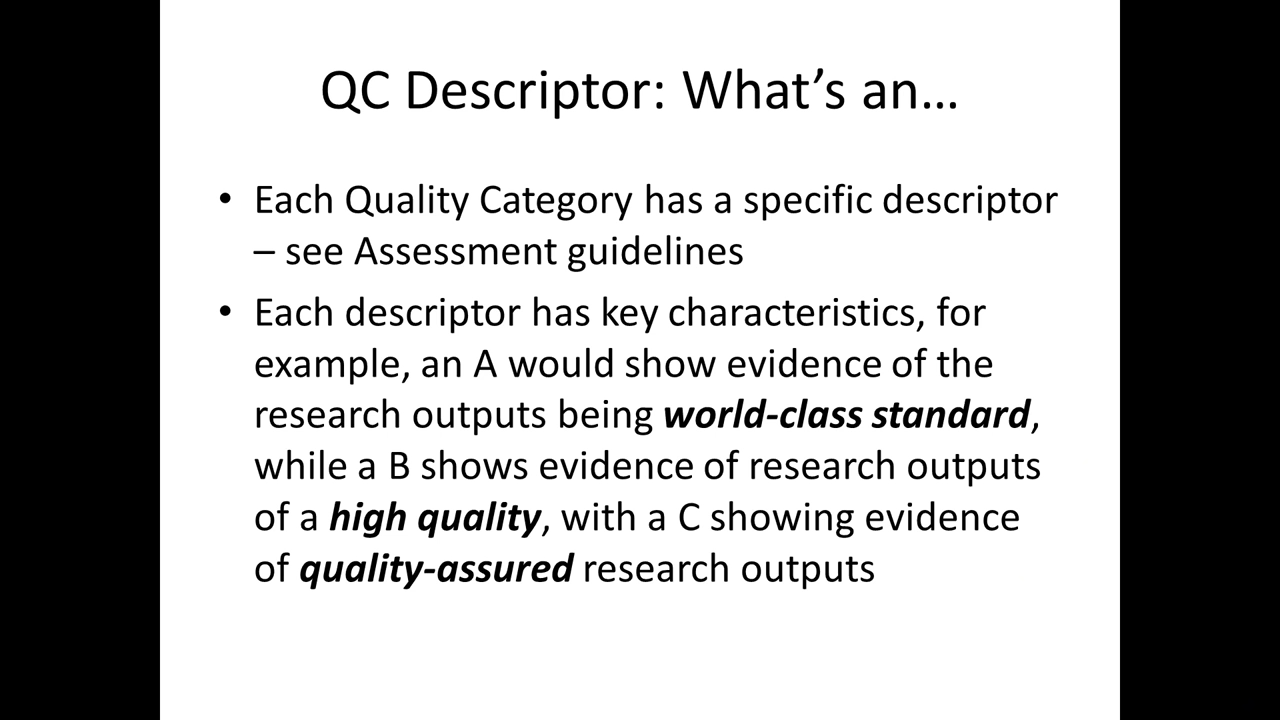 QC Descriptor: What’s an…
• Each Quality Category has a specific descriptor
– see Assessment guidelines
• Each descriptor has key characteristics, for
example, an A would show evidence of the
research outputs being world-class standard,
while a B shows evidence of research outputs
of a high quality, with a C showing evidence
of quality-assured research outputs